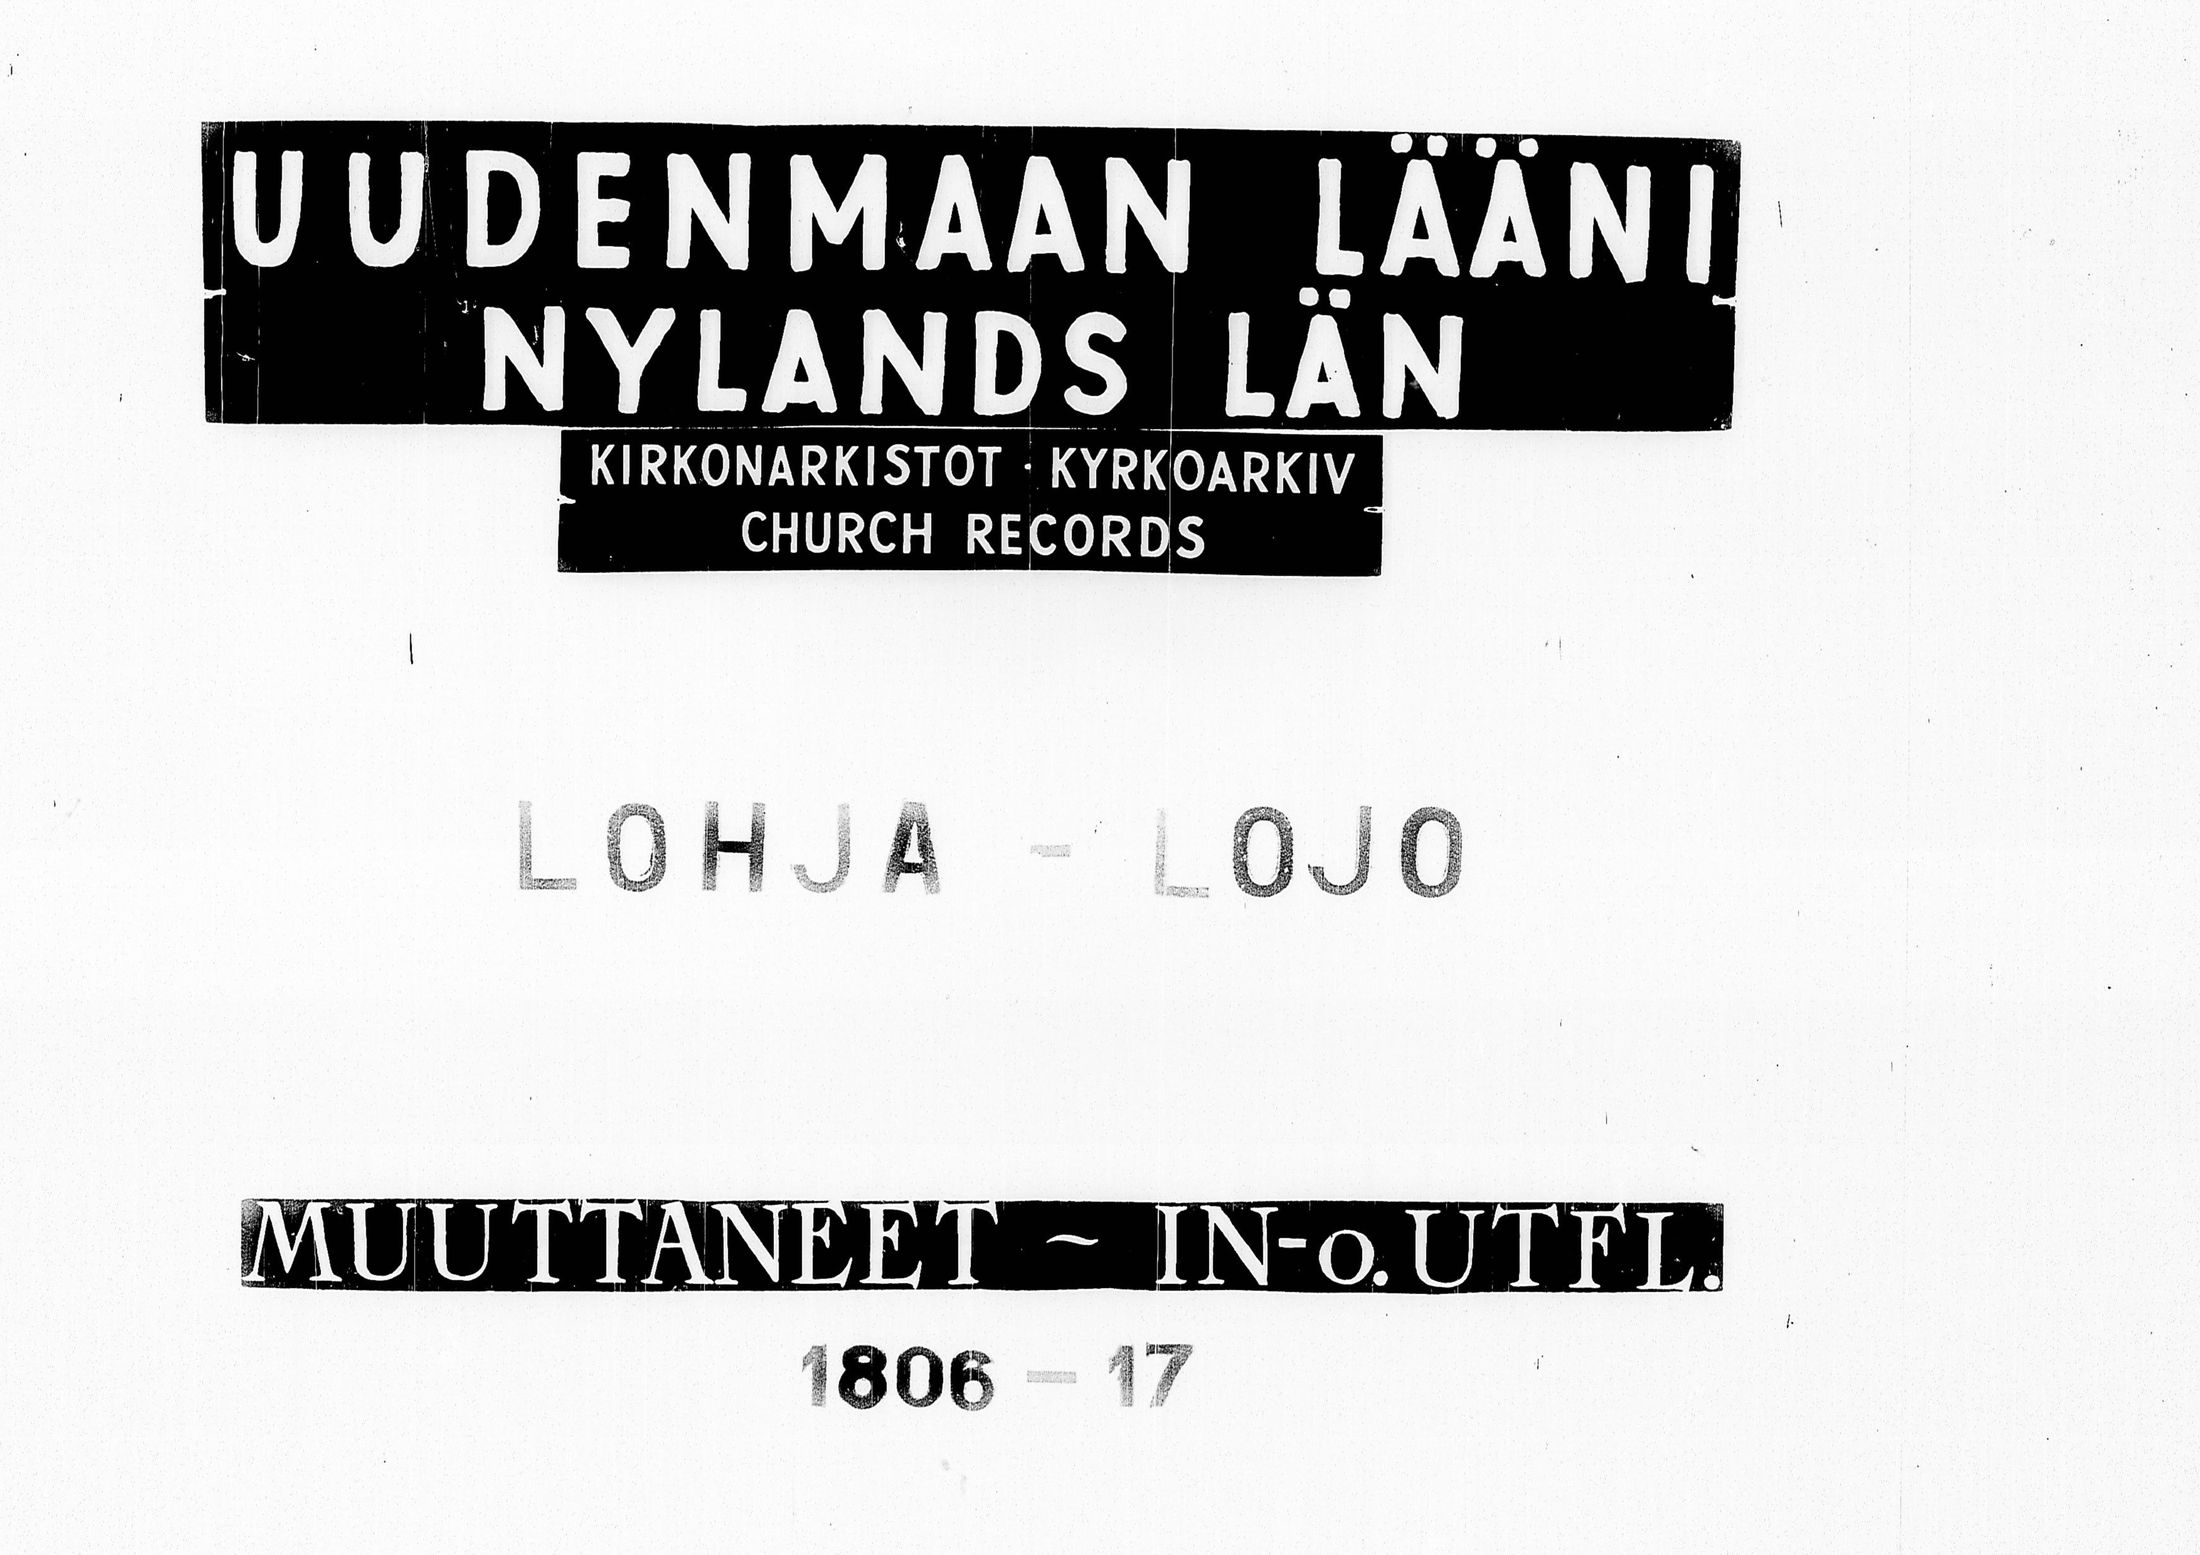 UUDENMAAN LÄÄNI
NYLANDS LÄN
KIRKONARKISTOT · KYRKOARKIV
CHURCH RECORDS
LOHJA - LOJO
MUUTTANEET ~ IN-o. UTFL.
1806 - 17